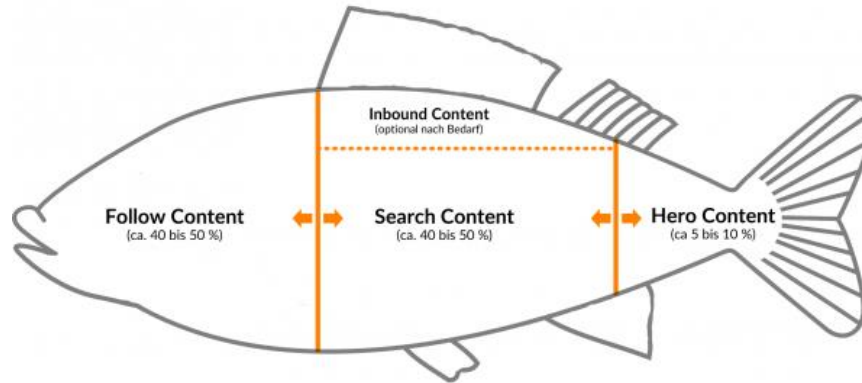 Inbound Content
(optional nach Bedarf)
Follow Content
(ca. 40 bis 50 %)
Search Content
(ca. 40 bis 50 %)
Hero Content
(ca 5 bis 10 %)